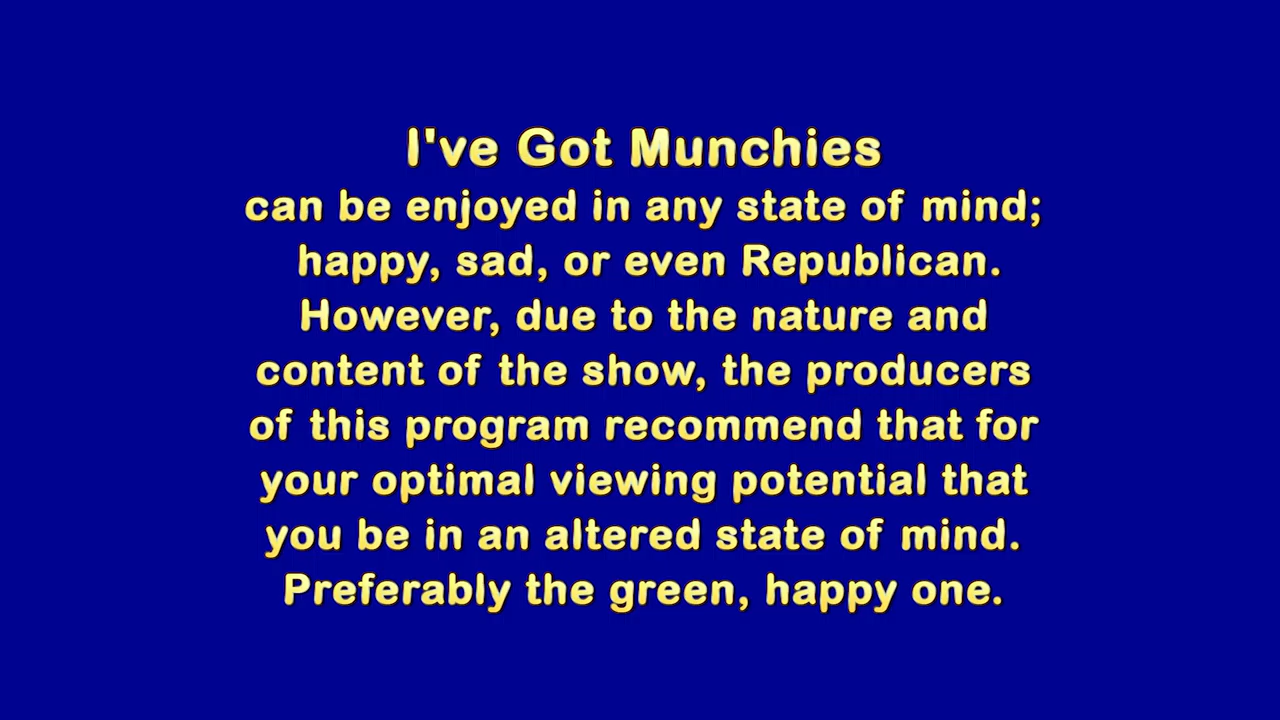 I've Got Munchies
can be enjoyed in any state of mind;
happy, sad, or even Republican.
However, due to the nature and
content of the show, the producers
of this program recommend that for
your optimal viewing potential that
you be in an altered state of mind.
Preferably the green, happy one.